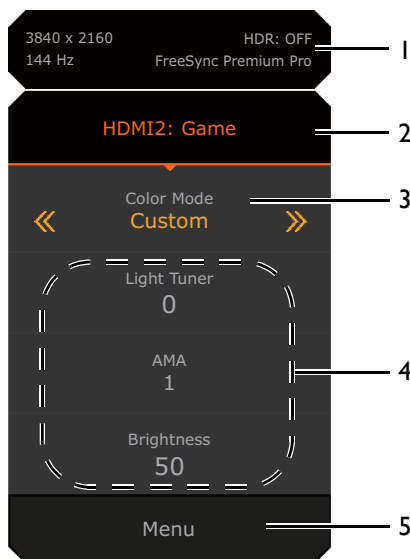 3840 x 2160 HDR: OFF
144 Hz FreeSync Premium Pro
1
HDMI2: Game
2
Color Mode
3
Custom
Light Tuner
0
AMA
1
4
Brightness
50
Menu
5